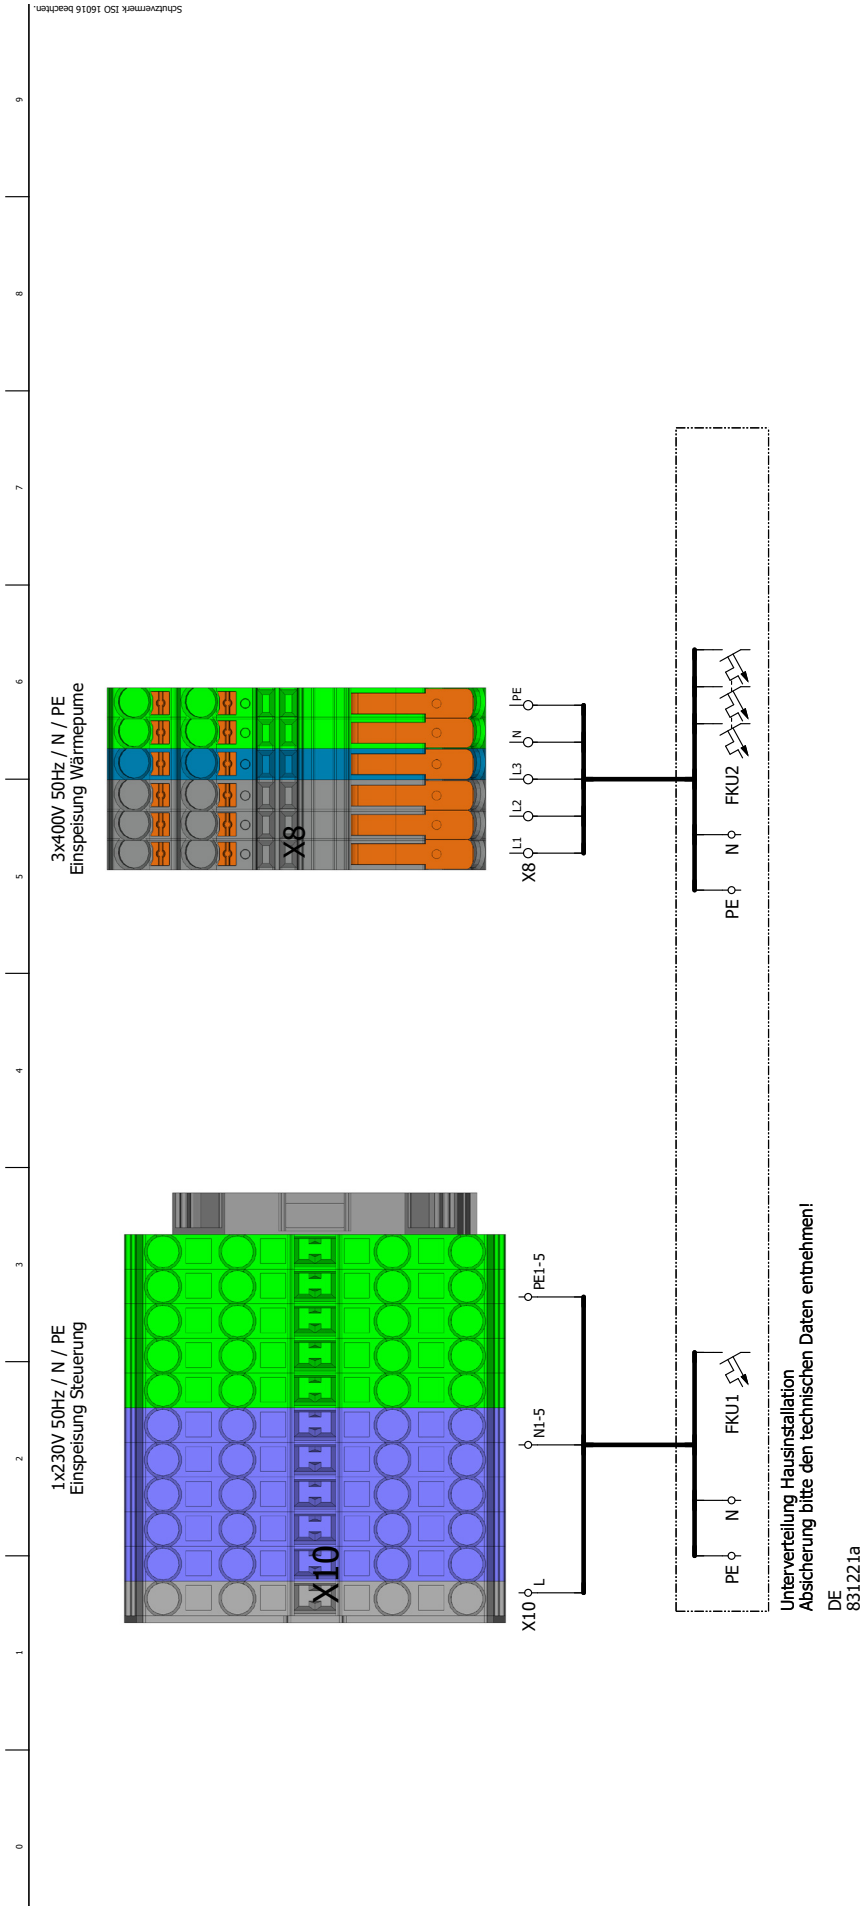 Schutzvermerk ISO 16016 beachten.
0
1
2
3
4
5
6
7
8
9
1x230V 50Hz / N / PE
Einspeisung Steuerung
3x400V 50Hz / N / PE
Einspeisung Wärmepume
X10
X8
X10
L
N1-5
PE1-5
X8
L1
L2
L3
N
PE
PE
N
FKU1
PE
N
FKU2
Unterverteilung Hausinstallation
Absicherung bitte den technischen Daten entnehmen!
DE
831221a